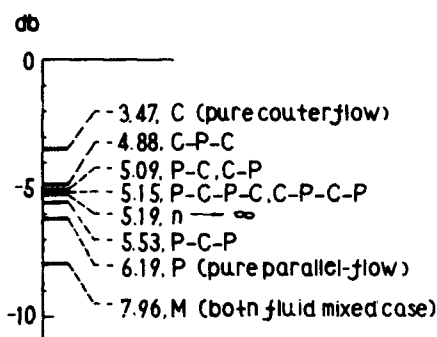 db
0
-3.47, C (pure couterflow)
-4.88, C-P-C
-5.09, P-C, C-P
-5
-5.15, P-C-P-C, C-P-C-P
-5.19, n → ∞
-5.53, P-C-P
-6.19, P (pure parallel-flow)
-7.96, M (botn fluid mixed case)
-10